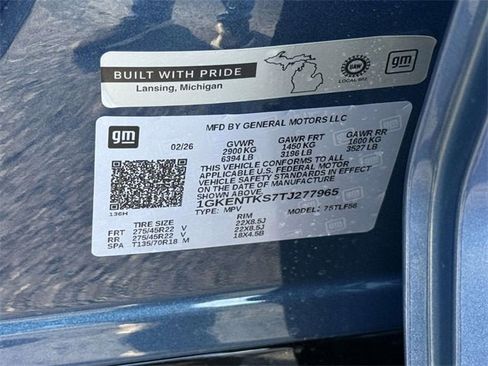 BUILT WITH PRIDE
Lansing, Michigan
UAW
LOCAL 602
gm
gm
MFD BY GENERAL MOTORS LLC
02/26
GVWR GAWR FRT GAWR RR
2900 KG 1450 KG 1600 KG
6394 LB 3196 LB 3527 LB
THIS VEHICLE CONFORMS TO ALL
APPLICABLE U.S. FEDERAL MOTOR
VEHICLE SAFETY STANDARDS IN
EFFECT ON THE DATE OF MANUFACTURE
SHOWN ABOVE
1GKENTKS7TJ277965
TYPE: MPV MODEL: 75TLF56
136H
TIRE SIZE RIM
FRT 275/45R22 V 22X8.5J
RR 275/45R22 V 22X8.5J
SPA T135/70R18 M 18X4.5B